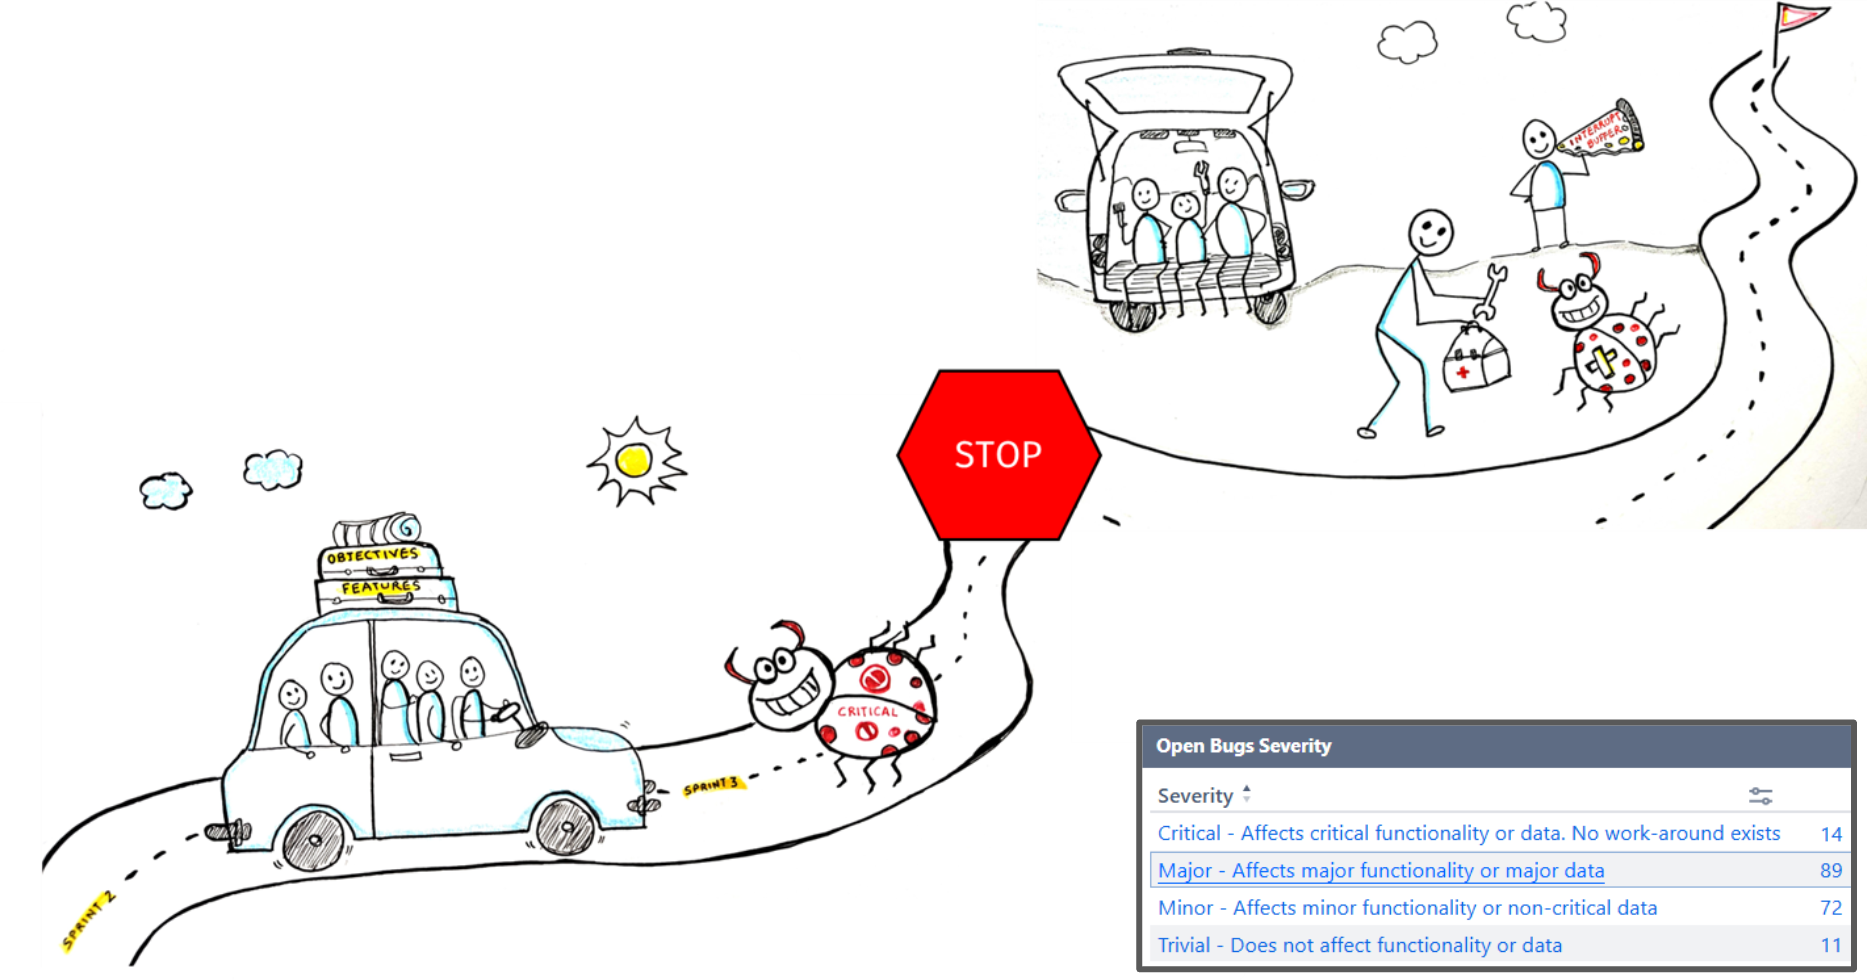 INTERRUPT
BUFFER
STOP
OBJECTIVES
FEATURES
CRITICAL
SPRINT 3
SPRINT 2
Open Bugs Severity
Severity
Critical - Affects critical functionality or data. No work-around exists 14
Major - Affects major functionality or major data 89
Minor - Affects minor functionality or non-critical data 72
Trivial - Does not affect functionality or data 11